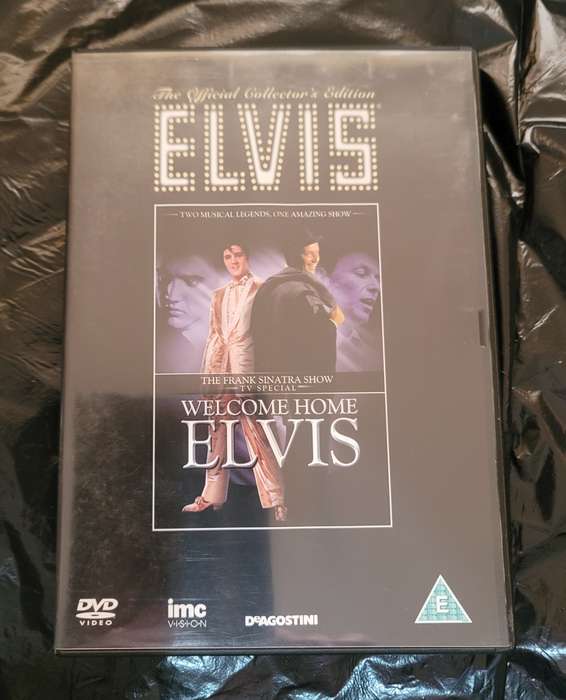 The Official Collector's Edition
ELVIS
TWO MUSICAL LEGENDS, ONE AMAZING SHOW
THE FRANK SINATRA SHOW
TV SPECIAL
WELCOME HOME
ELVIS
DVD
VIDEO
imc
VISION
DeAGOSTINI
E